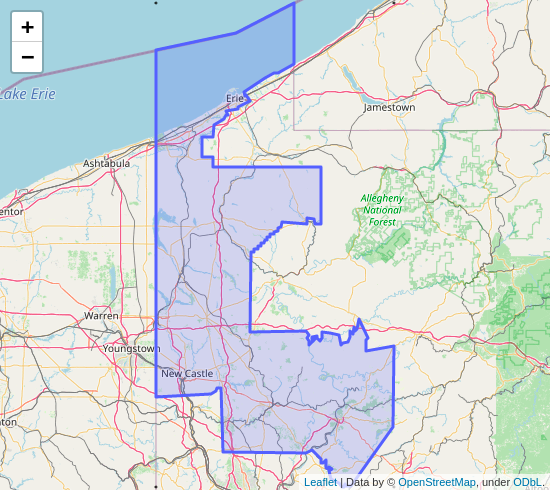 +
−
Lake Erie
Erie
Jamestown
Ashtabula
Allegheny
National
Forest
entor
Warren
Youngstown
New Castle
nton
Leaflet | Data by © OpenStreetMap, under ODbL.